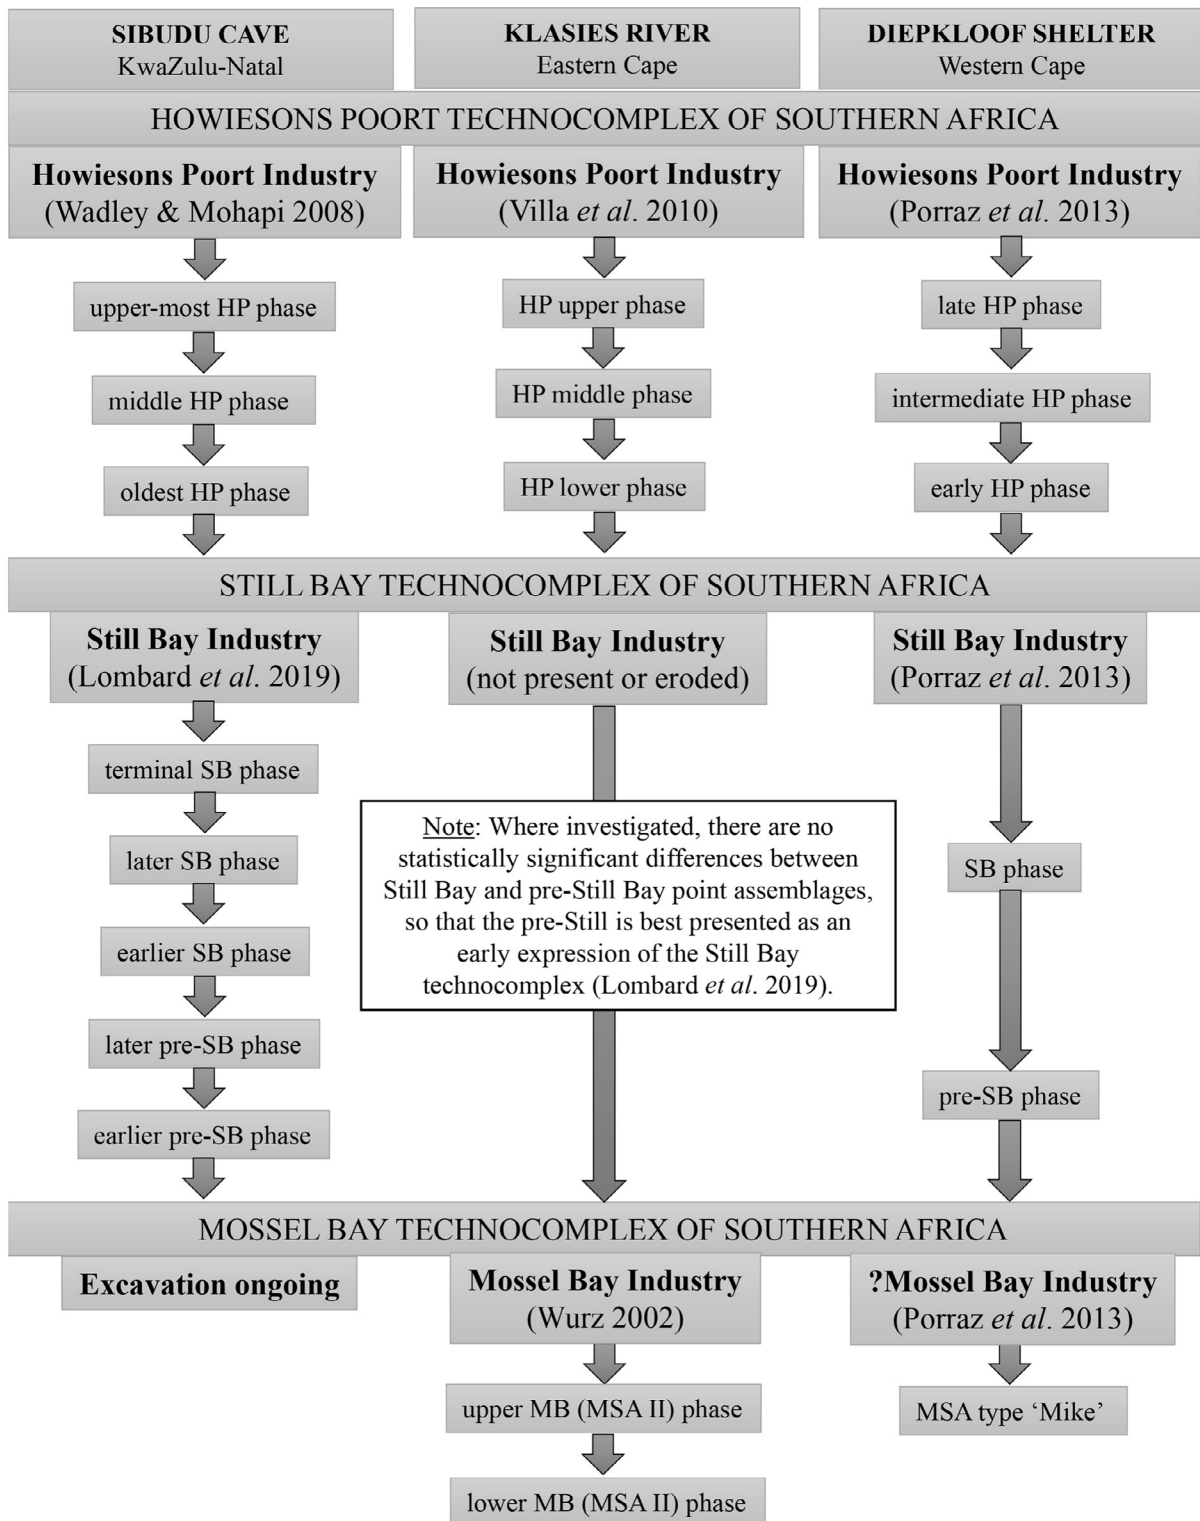 SIBUDU CAVE
KwaZulu-Natal
KLASIES RIVER
Eastern Cape
DIEPKLOOF SHELTER
Western Cape
HOWIESONS POORT TECHNOCOMPLEX OF SOUTHERN AFRICA
Howiesons Poort Industry
(Wadley & Mohapi 2008)
Howiesons Poort Industry
(Villa et al. 2010)
Howiesons Poort Industry
(Porraz et al. 2013)
upper-most HP phase
HP upper phase
late HP phase
middle HP phase
HP middle phase
intermediate HP phase
oldest HP phase
HP lower phase
early HP phase
STILL BAY TECHNOCOMPLEX OF SOUTHERN AFRICA
Still Bay Industry
(Lombard et al. 2019)
Still Bay Industry
(not present or eroded)
Still Bay Industry
(Porraz et al. 2013)
terminal SB phase
later SB phase
earlier SB phase
later pre-SB phase
earlier pre-SB phase
Note: Where investigated, there are no
statistically significant differences between
Still Bay and pre-Still Bay point assemblages,
so that the pre-Still is best presented as an
early expression of the Still Bay
technocomplex (Lombard et al. 2019).
SB phase
pre-SB phase
MOSSEL BAY TECHNOCOMPLEX OF SOUTHERN AFRICA
Excavation ongoing
Mossel Bay Industry
(Wurz 2002)
?Mossel Bay Industry
(Porraz et al. 2013)
upper MB (MSA II) phase
MSA type ‘Mike’
lower MB (MSA II) phase